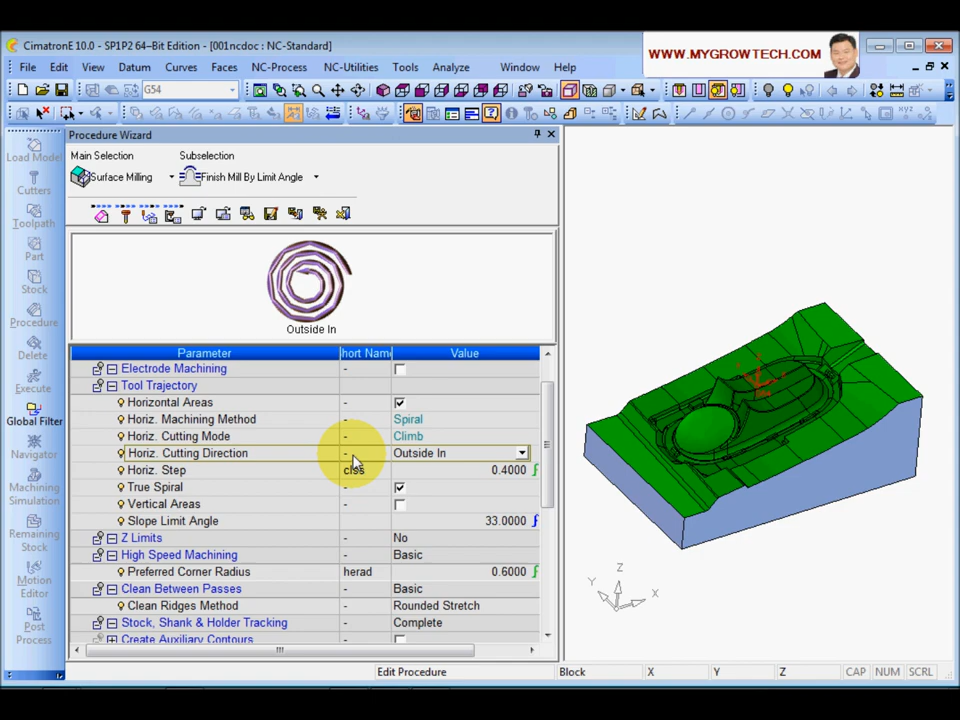 CimatronE 10.0 - SP1P2 64–Bit Edition - [001ncdoc : NC-Standard]
WWW.MYGROWTECH.COM
File Edit View Datum Curves Faces NC-Process NC-Utilities Tools Analyze Window Help
G54
Procedure Wizard
Main Selection Subselection
Surface Milling Finish Mill By Limit Angle
Load Model
Cutters
Toolpath
Part
Stock
Procedure
Delete
Execute
Global Filter
Navigator
Machining Simulation
Remaining Stock
Motion Editor
Post Process
Outside In
Parameter hort Name Value
Electrode Machining -
Tool Trajectory
Horizontal Areas -
Horiz. Machining Method - Spiral
Horiz. Cutting Mode - Climb
Horiz. Cutting Direction - Outside In
Horiz. Step 0.4000 f
True Spiral -
Vertical Areas -
Slope Limit Angle - 33.0000 f
Z Limits - No
High Speed Machining - Basic
Preferred Corner Radius herad 0.6000 f
Clean Between Passes - Basic
Clean Ridges Method - Rounded Stretch
Stock, Shank & Holder Tracking - Complete
Create Auxiliary Contours -
Z
Y
X
Edit Procedure Block X Y Z CAP NUM SCRL